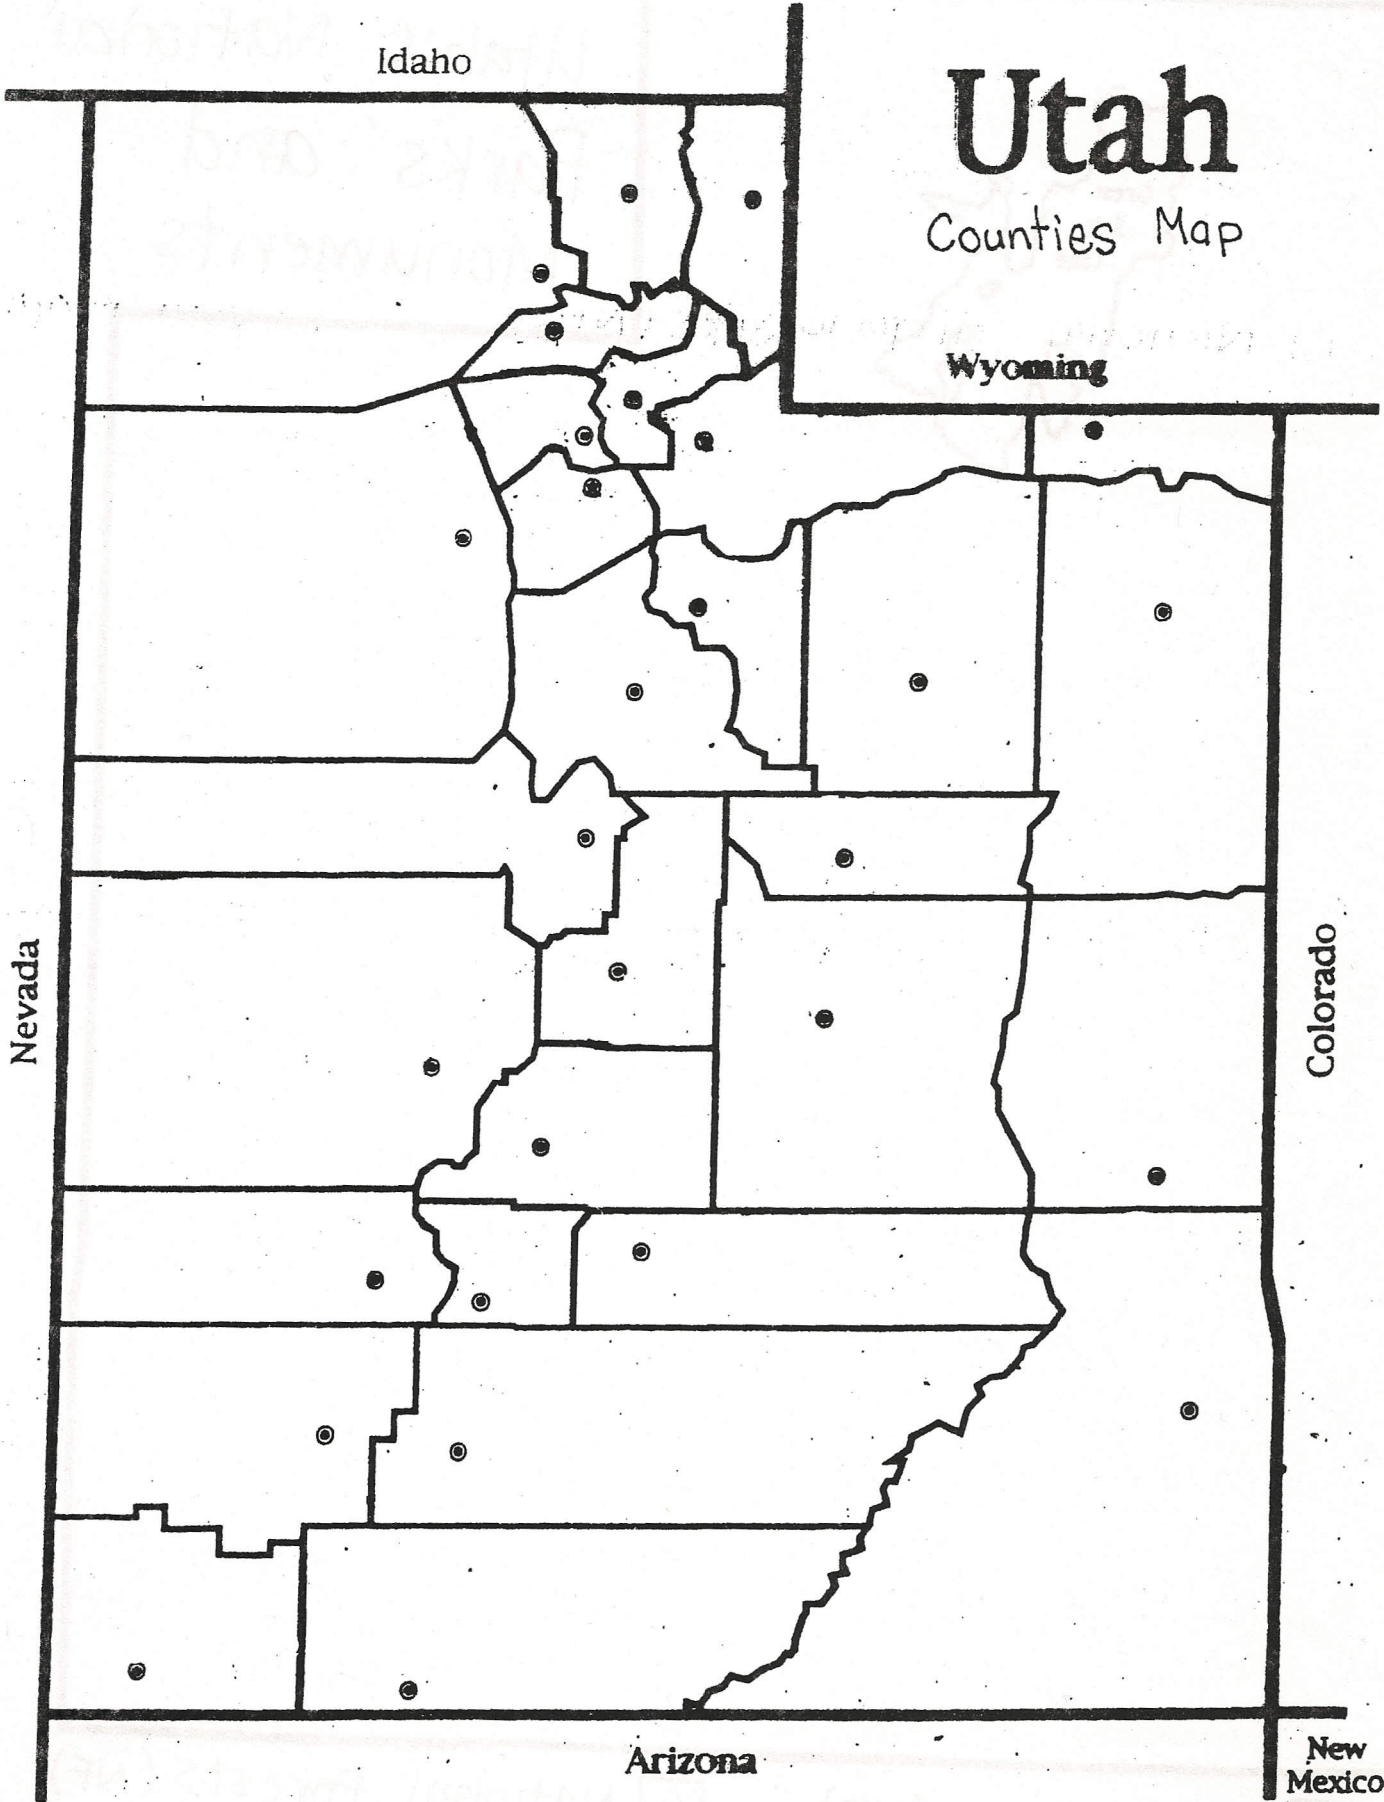 Idaho
Utah
Counties Map
Wyoming
Nevada
Colorado
Arizona
New
Mexico